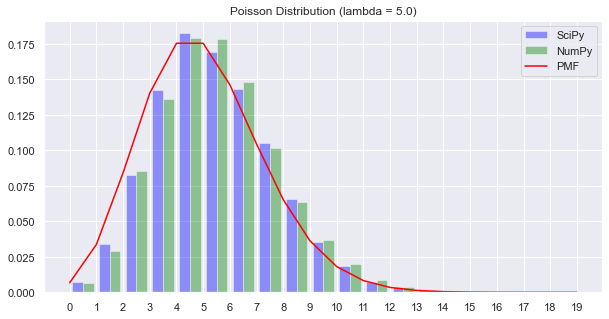 Poisson Distribution (lambda = 5.0)
SciPy
NumPy
PMF
0.175
0.150
0.125
0.100
0.075
0.050
0.025
0.000
0 1 2 3 4 5 6 7 8 9 10 11 12 13 14 15 16 17 18 19